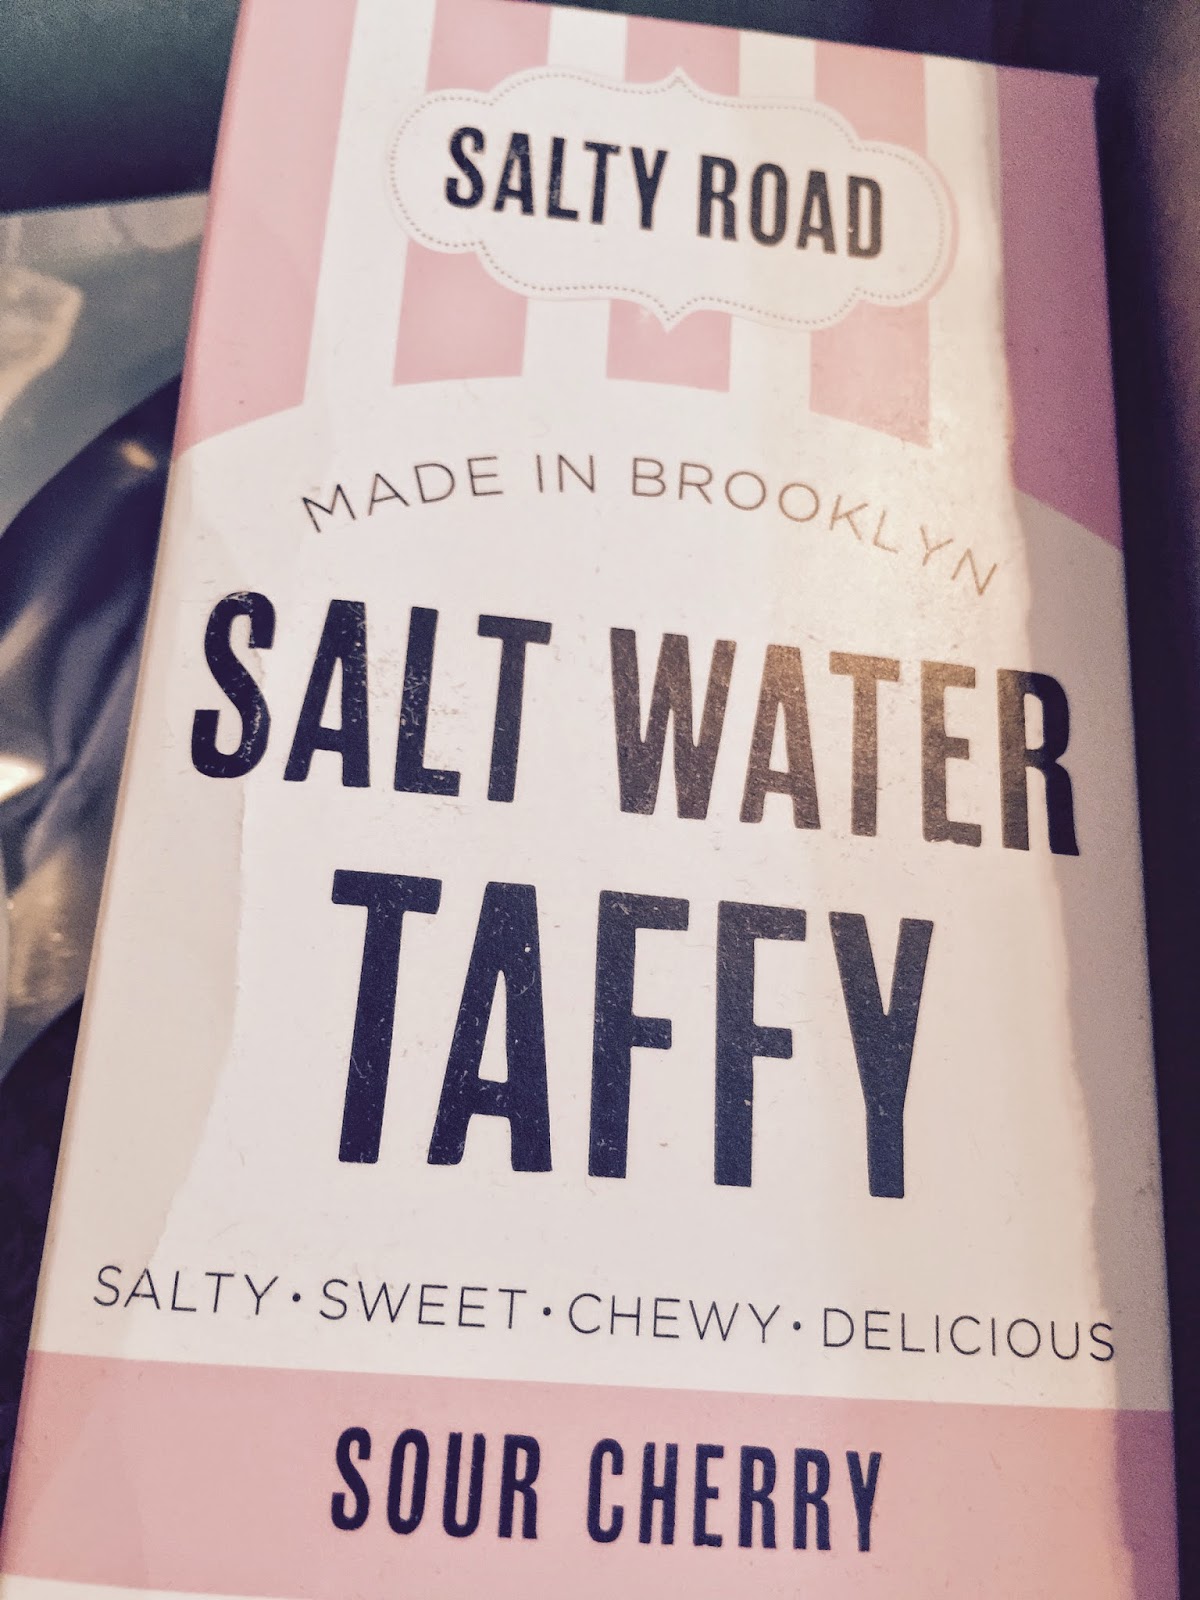 SALTY ROAD
MADE IN BROOKLYN
SALT WATER
TAFFY
SALTY · SWEET · CHEWY · DELICIOUS
SOUR CHERRY